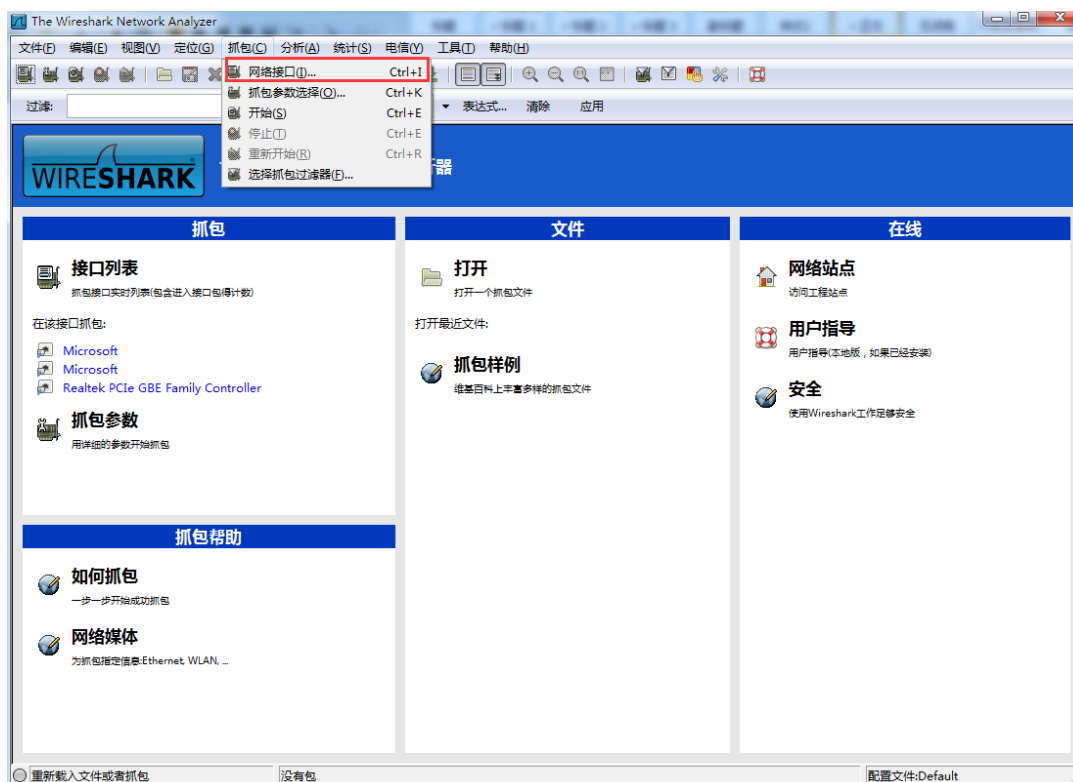 The Wireshark Network Analyzer
文件(F) 编辑(E) 视图(V) 定位(G) 抓包(C) 分析(A) 统计(S) 电信(Y) 工具(T) 帮助(H)
网络接口(I)... Ctrl+I
抓包参数选择(O)... Ctrl+K
开始(S) Ctrl+E
停止(T) Ctrl+E
重新开始(R) Ctrl+R
选择抓包过滤器(F)...
过滤: 表达式... 清除 应用
WIRESHARK
器
抓包
接口列表
抓包接口实时列表(包含进入接口包得计数)
在该接口抓包:
Microsoft
Microsoft
Realtek PCIe GBE Family Controller
抓包参数
用详细的参数开始抓包
抓包帮助
如何抓包
一步一步开始成功抓包
网络媒体
为抓包指定信息:Ethernet, WLAN, ...
文件
打开
打开一个抓包文件
打开最近文件:
抓包样例
维基百科上丰富多样的抓包文件
在线
网络站点
访问工程站点
用户指导
用户指导(本地版，如果已经安装)
安全
使用Wireshark工作足够安全
重新载入文件或者抓包 没有包 配置文件:Default